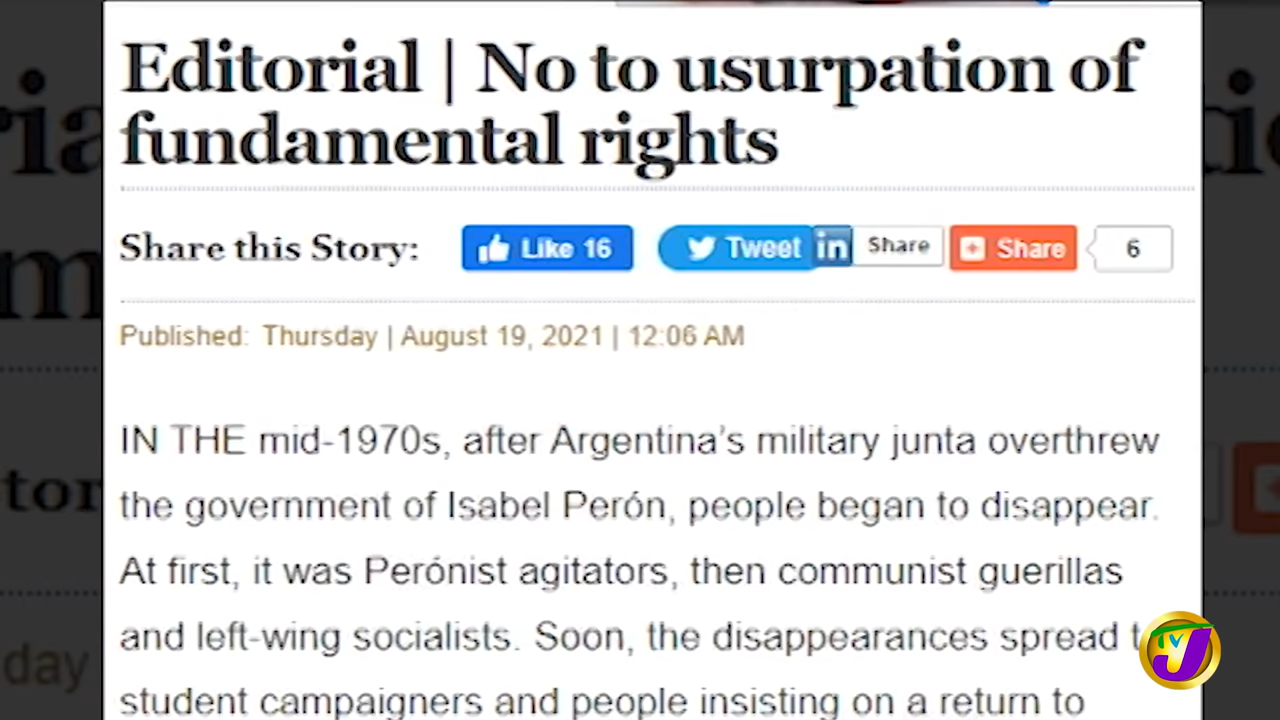 Editorial | No to usurpation of
fundamental rights
Share this Story:
Like 16
Tweet
in Share
Share
6
Published: Thursday | August 19, 2021 | 12:06 AM
IN THE mid-1970s, after Argentina's military junta overthrew
the government of Isabel Perón, people began to disappear.
At first, it was Perónist agitators, then communist guerillas
and left-wing socialists. Soon, the disappearances spread
student campaigners and people insisting on a return to
TVJ